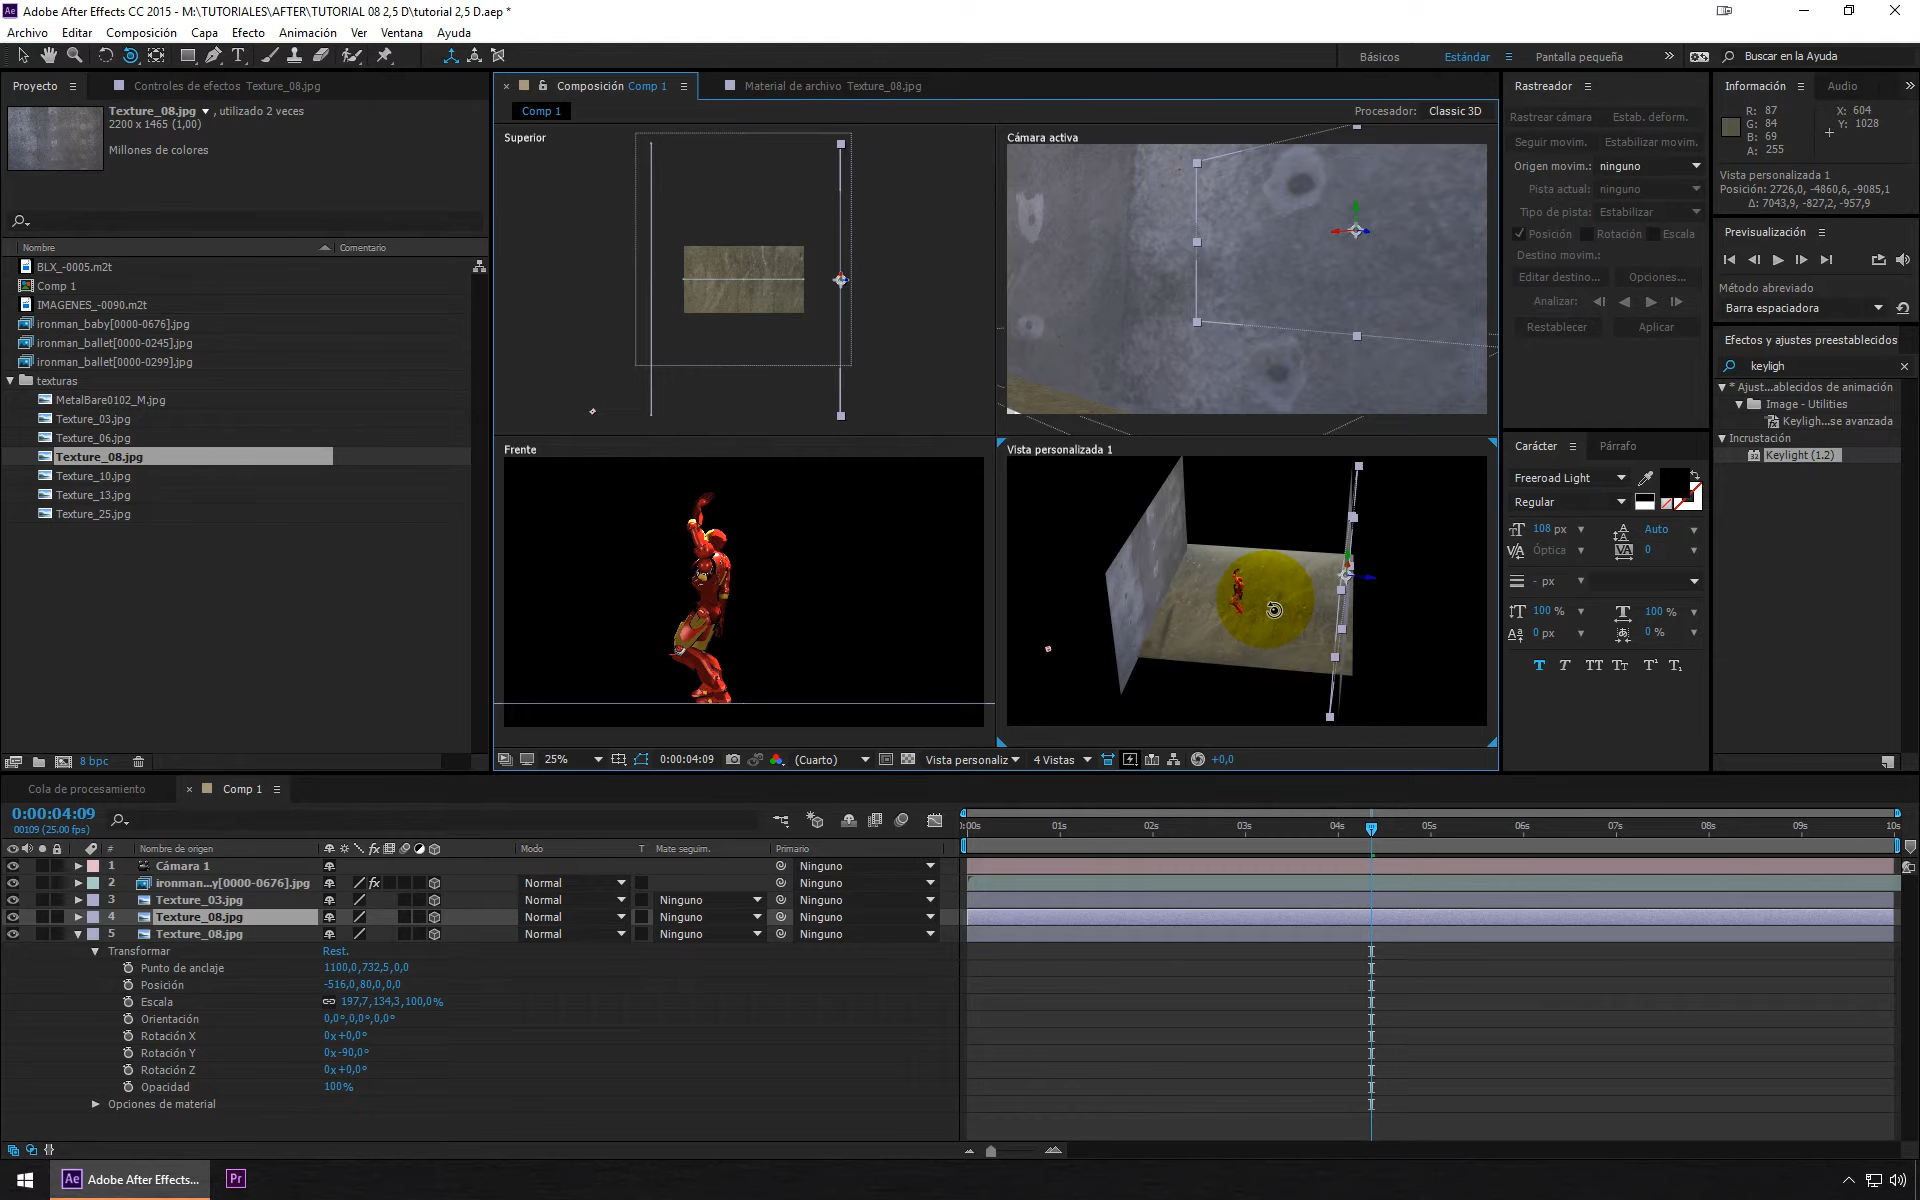 Adobe After Effects CC 2015 - M:\TUTORIALES\AFTER\TUTORIAL 08 2,5 D\tutorial 2,5 D.aep *
Archivo Editar Composición Capa Efecto Animación Ver Ventana Ayuda
Básicos Estándar Pantalla pequeña Buscar en la Ayuda
Proyecto Controles de efectos Texture_08.jpg
Texture_08.jpg , utilizado 2 veces
2200 x 1465 (1,00)
Millones de colores
Nombre Comentario
BLX_-0005.m2t
Comp 1
IMAGENES_-0090.m2t
ironman_baby[0000-0676].jpg
ironman_ballet[0000-0245].jpg
ironman_ballet[0000-0299].jpg
texturas
MetalBare0102_M.jpg
Texture_03.jpg
Texture_06.jpg
Texture_08.jpg
Texture_10.jpg
Texture_13.jpg
Texture_25.jpg
8 bpc
Composición Comp 1 Material de archivo Texture_08.jpg
Comp 1 Procesador: Classic 3D
Superior Cámara activa
Frente Vista personalizada 1
25% 0:00:04:09 (Cuarto) Vista personaliz 4 Vistas +0,0
Rastreador
Rastrear cámara Estab. deform.
Seguir movim. Estabilizar movim.
Origen movim.: ninguno
Pista actual: ninguno
Tipo de pista: Estabilizar
Posición Rotación Escala
Destino movim.:
Editar destino... Opciones...
Analizar:
Restablecer Aplicar
Información Audio
R: 87 X: 604
G: 84 Y: 1028
B: 69
A: 255
Vista personalizada 1
Posición: 2726,0, -4860,6, -9085,1
Δ: 7043,9, -827,2, -957,9
Previsualización
Método abreviado
Barra espaciadora
Efectos y ajustes preestablecidos
keyligh
* Ajust...ablecidos de animación
Image - Utilities
Keyligh...se avanzada
Incrustación
Keylight (1.2)
Carácter Párrafo
Freeroad Light
Regular
108 px Auto
Óptica 0
- px
100 % 100 %
0 px 0 %
T T TT TT T¹ T₁
Cola de procesamiento Comp 1
0:00:04:09
00109 (25.00 fps)
:00s 01s 02s 03s 04s 05s 06s 07s 08s 09s 10s
# Nombre de origen fx Modo T Mate seguim. Primario
1 Cámara 1 Ninguno
2 ironman...y[0000-0676].jpg fx Normal Ninguno
3 Texture_03.jpg Normal Ninguno Ninguno
4 Texture_08.jpg Normal Ninguno Ninguno
5 Texture_08.jpg Normal Ninguno Ninguno
Transformar Rest.
Punto de anclaje 1100,0,732,5,0,0
Posición -516,0,80,0,0,0
Escala 197,7,134,3,100,0%
Orientación 0,0°,0,0°,0,0°
Rotación X 0x+0,0°
Rotación Y 0x-90,0°
Rotación Z 0x+0,0°
Opacidad 100%
Opciones de material
Ae Adobe After Effects... Pr